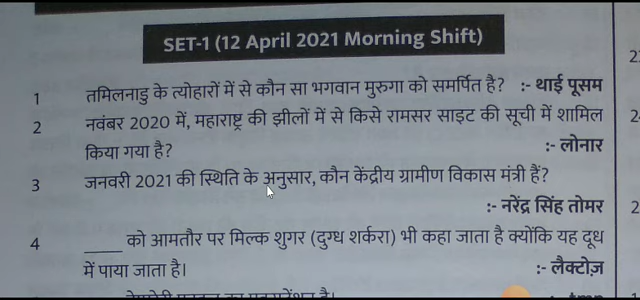 SET-1 (12 April 2021 Morning Shift)
1 तमिलनाडु के त्योहारों में से कौन सा भगवान मुरुगा को समर्पित है? :- थाई पूसम
2 नवंबर 2020 में, महाराष्ट्र की झीलों में से किसे रामसर साइट की सूची में शामिल
किया गया है? :- लोनार
3 जनवरी 2021 की स्थिति के अनुसार, कौन केंद्रीय ग्रामीण विकास मंत्री हैं?
:- नरेंद्र सिंह तोमर
4 _____ को आमतौर पर मिल्क शुगर (दुग्ध शर्करा) भी कहा जाता है क्योंकि यह दूध
में पाया जाता है। :- लैक्टोज़